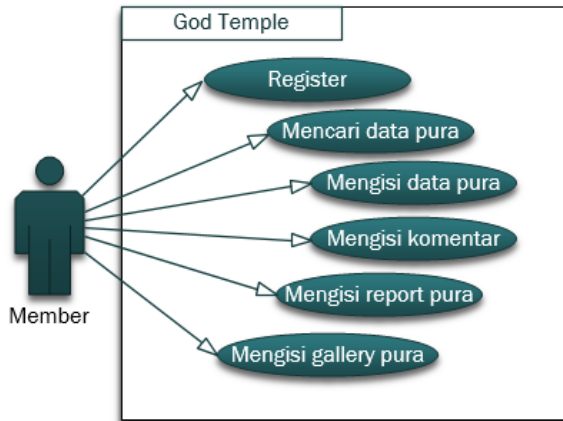 God Temple
Register
Mencari data pura
Mengisi data pura
Mengisi komentar
Mengisi report pura
Mengisi gallery pura
Member